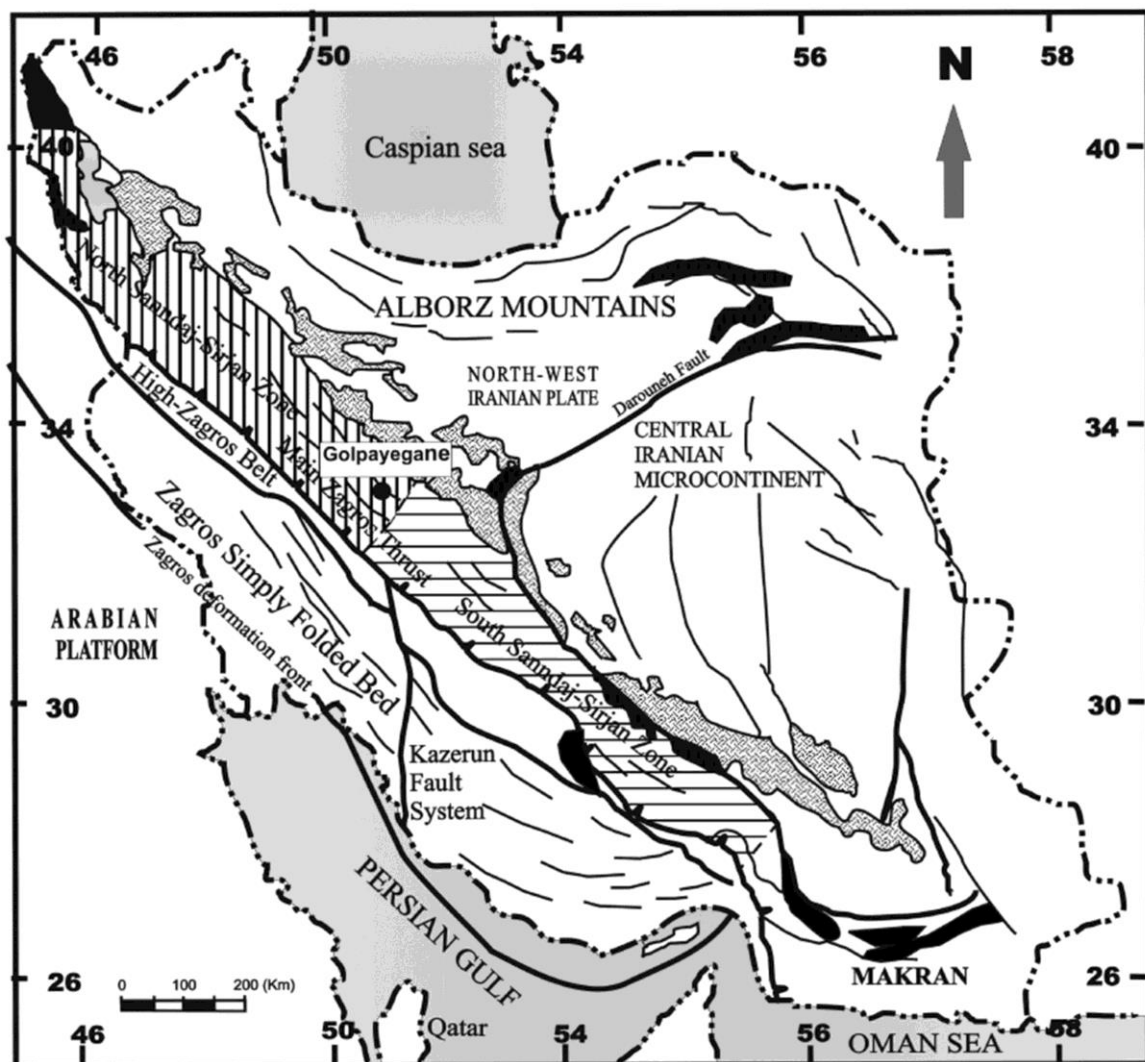 46 50 54 56 58
N
Caspian sea
40 40
North Sanndaj-Sirjan Zone
ALBORZ MOUNTAINS
NORTH-WEST
IRANIAN PLATE
Darouneh Fault
High-Zagros Belt
34 34
CENTRAL
IRANIAN
MICROCONTINENT
Golpayegane
Main Zagros Thrust
Zagros Simply Folded Bed
Zagros deformation front
ARABIAN
PLATFORM
South Sanndaj-Sirjan Zone
30 30
Kazerun
Fault
System
PERSIAN GULF
MAKRAN
26 26
0 100 200 (Km)
Qatar
OMAN SEA
46 50 54 56 58